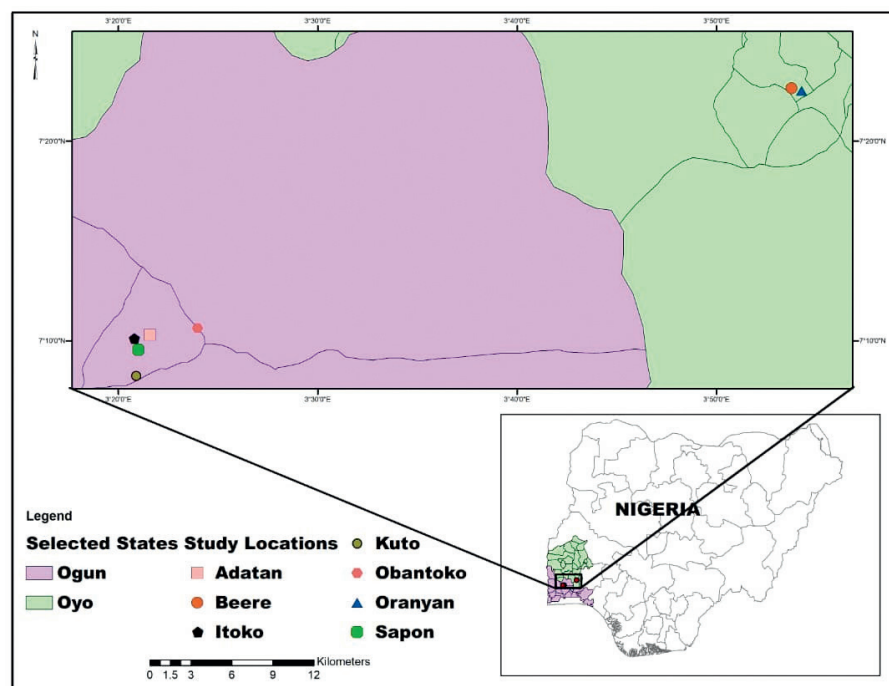 N
3°20'0"E 3°30'0"E 3°40'0"E 3°50'0"E
7°20'0"N 7°20'0"N
7°10'0"N 7°10'0"N
3°20'0"E 3°30'0"E 3°40'0"E 3°50'0"E
NIGERIA
Legend
Selected States Study Locations Kuto
Ogun Adatan Obantoko
Oyo Beere Oranyan
Itoko Sapon
Kilometers
0 1.5 3 6 9 12